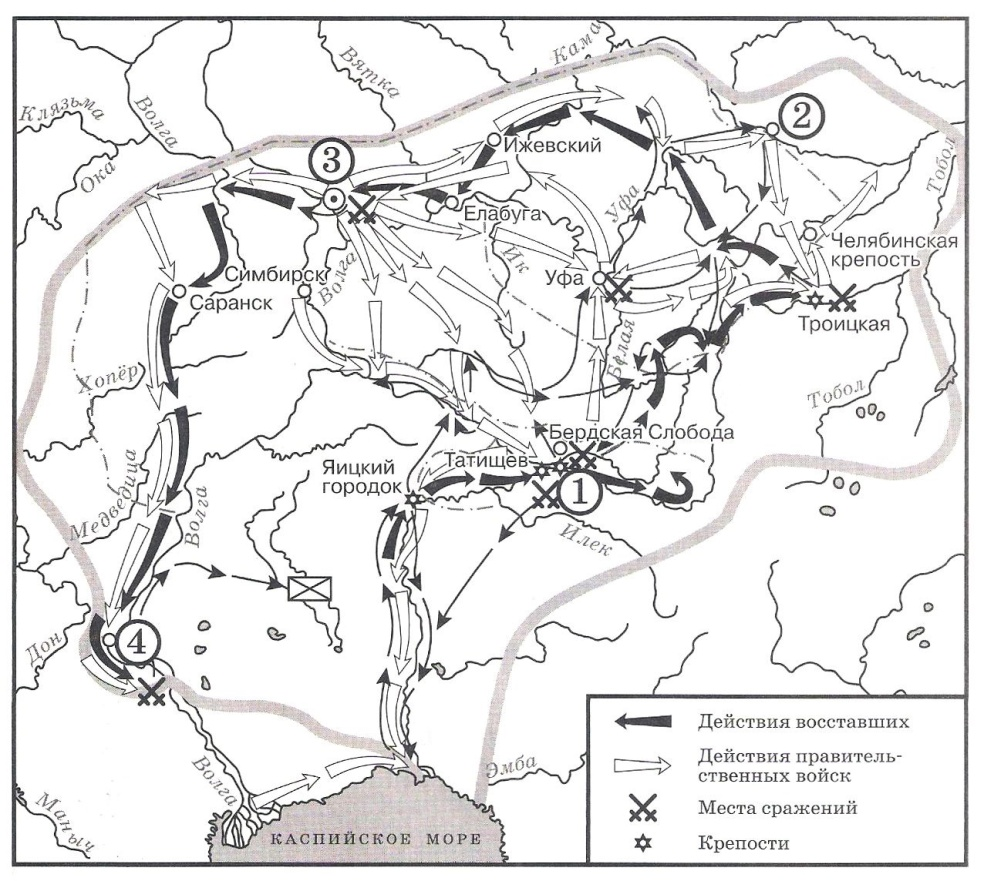 Клязьма
Волга
Вятка
Кама
2
3
Ижевский
Ока
Тобол
Елабуга
Уфа
Челябинская
крепость
Ик
Симбирск
Волга
Саранск
Уфа
Троицкая
Белая
Хопёр
Тобол
Бердская Слобода
Татищев
Яицкий
городок
1
Медведица
Волга
Илек
Дон
4
Действия восставших
Действия правитель-
ственных войск
Места сражений
Крепости
Эмба
Волга
Маныч
КАСПИЙСКОЕ МОРЕ